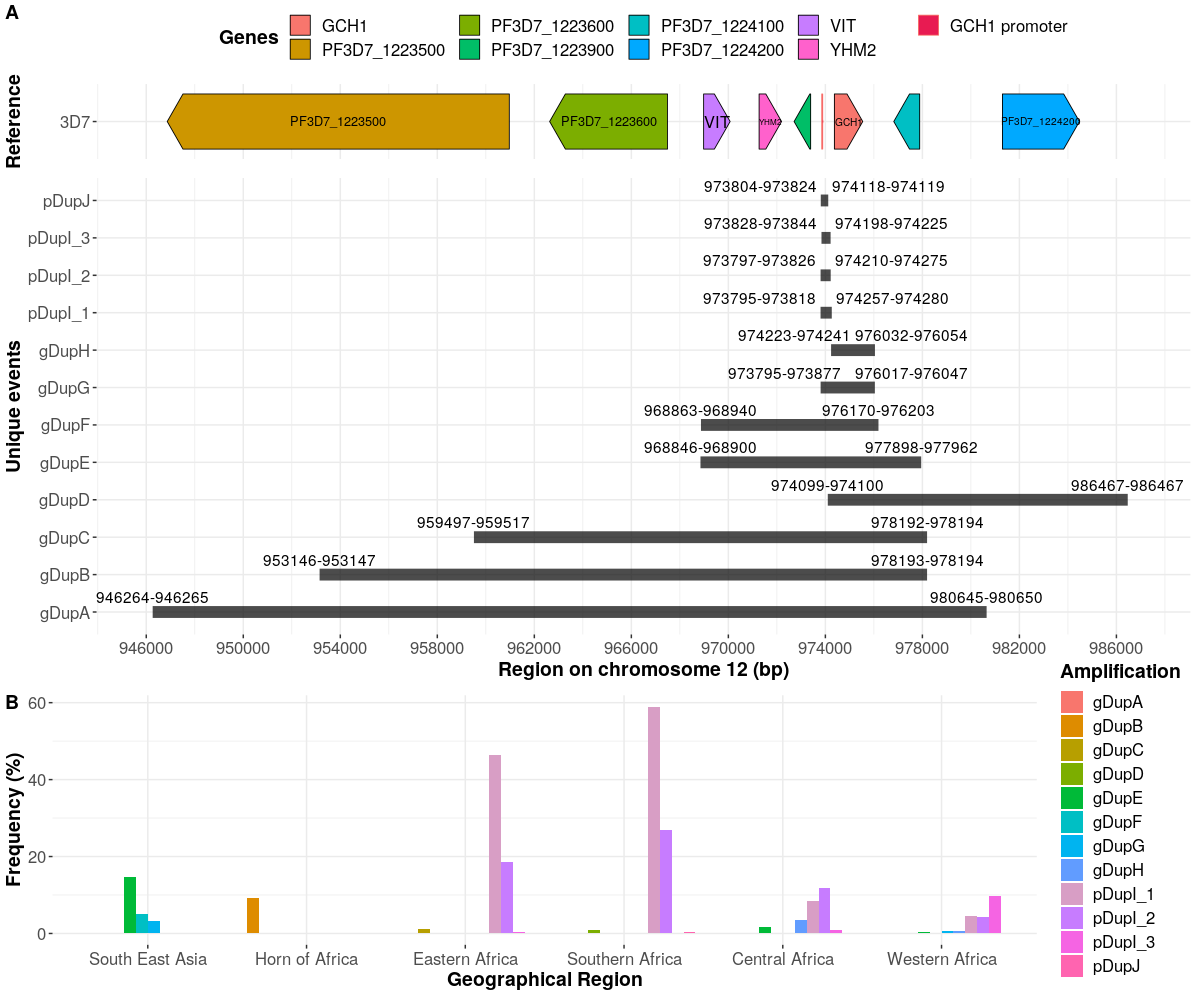 A
Genes
GCH1 PF3D7_1223600 PF3D7_1224100 VIT GCH1 promoter
PF3D7_1223500 PF3D7_1223900 PF3D7_1224200 YHM2
Reference
3D7
PF3D7_1223500 PF3D7_1223600 VIT YHM2 GCH1 PF3D7_1224200
Unique events
pDupJ 973804-973824 974118-974119
pDupI_3 973828-973844 974198-974225
pDupI_2 973797-973826 974210-974275
pDupI_1 973795-973818 974257-974280
gDupH 974223-974241 976032-976054
gDupG 973795-973877 976017-976047
gDupF 968863-968940 976170-976203
gDupE 968846-968900 977898-977962
gDupD 974099-974100 986467-986467
gDupC 959497-959517 978192-978194
gDupB 953146-953147 978193-978194
gDupA 946264-946265 980645-980650
946000 950000 954000 958000 962000 966000 970000 974000 978000 982000 986000
Region on chromosome 12 (bp)
B
Frequency (%)
60
40
20
0
South East Asia Horn of Africa Eastern Africa Southern Africa Central Africa Western Africa
Geographical Region
Amplification
gDupA
gDupB
gDupC
gDupD
gDupE
gDupF
gDupG
gDupH
pDupI_1
pDupI_2
pDupI_3
pDupJ